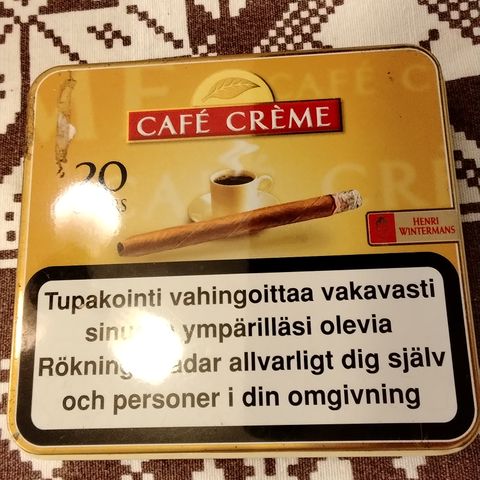 CAFÉ CRÈME
20
HENRI
WINTERMANS
Tupakointi vahingoittaa vakavasti
ympärilläsi olevia
allvarligt dig själv
och personer i din omgivning